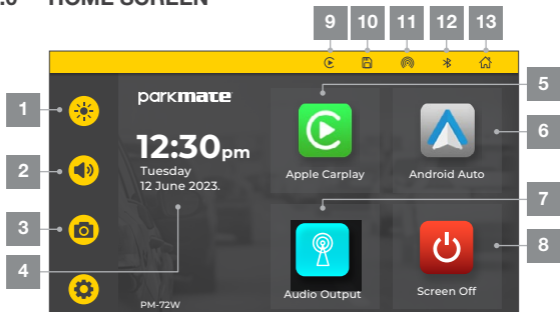 HOME SCREEN
9 10 11 12 13
1
2
3
4
parkmate
12:30pm
Tuesday
12 June 2023.
PM-72W
Apple Carplay
Android Auto
Audio Output
Screen Off
5
6
7
8